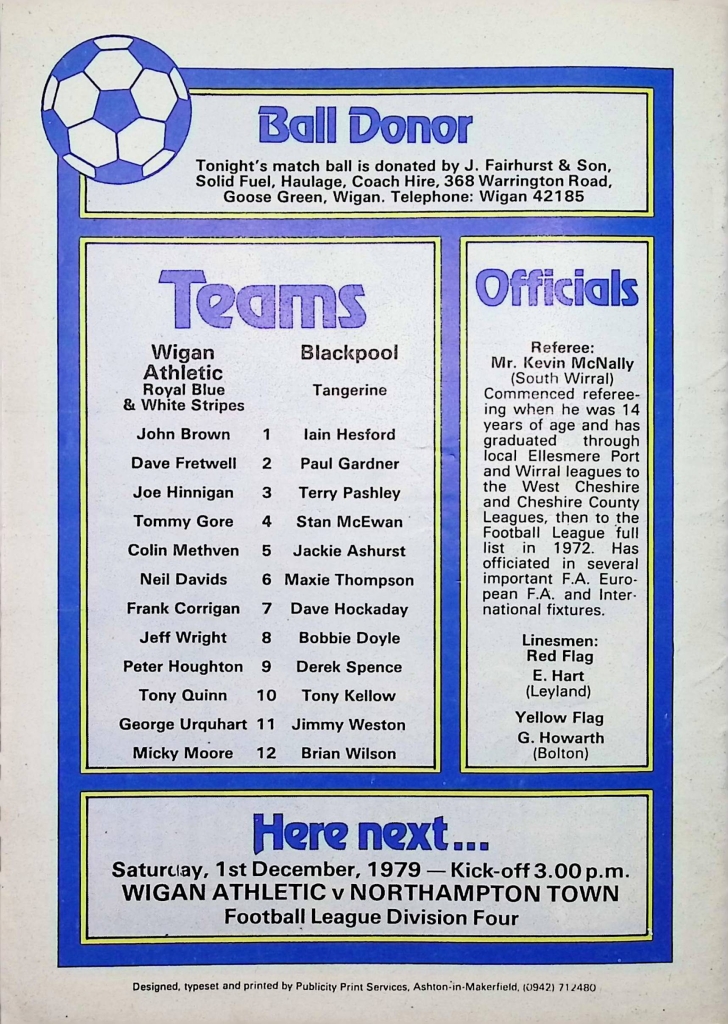 Ball Donor
Tonight's match ball is donated by J. Fairhurst & Son,
Solid Fuel, Haulage, Coach Hire, 368 Warrington Road,
Goose Green, Wigan. Telephone: Wigan 42185
Teams
Wigan Athletic Blackpool
Royal Blue & White Stripes Tangerine
John Brown 1 Iain Hesford
Dave Fretwell 2 Paul Gardner
Joe Hinnigan 3 Terry Pashley
Tommy Gore 4 Stan McEwan
Colin Methven 5 Jackie Ashurst
Neil Davids 6 Maxie Thompson
Frank Corrigan 7 Dave Hockaday
Jeff Wright 8 Bobbie Doyle
Peter Houghton 9 Derek Spence
Tony Quinn 10 Tony Kellow
George Urquhart 11 Jimmy Weston
Micky Moore 12 Brian Wilson
Officials
Referee:
Mr. Kevin McNally
(South Wirral)
Commenced referee-
ing when he was 14
years of age and has
graduated through
local Ellesmere Port
and Wirral leagues to
the West Cheshire
and Cheshire County
Leagues, then to the
Football League full
list in 1972. Has
officiated in several
important F.A. Euro-
pean F.A. and Inter-
national fixtures.
Linesmen:
Red Flag
E. Hart
(Leyland)
Yellow Flag
G. Howarth
(Bolton)
Here next...
Saturday, 1st December, 1979 — Kick-off 3.00 p.m.
WIGAN ATHLETIC v NORTHAMPTON TOWN
Football League Division Four
Designed, typeset and printed by Publicity Print Services, Ashton-in-Makerfield, (0942) 712480